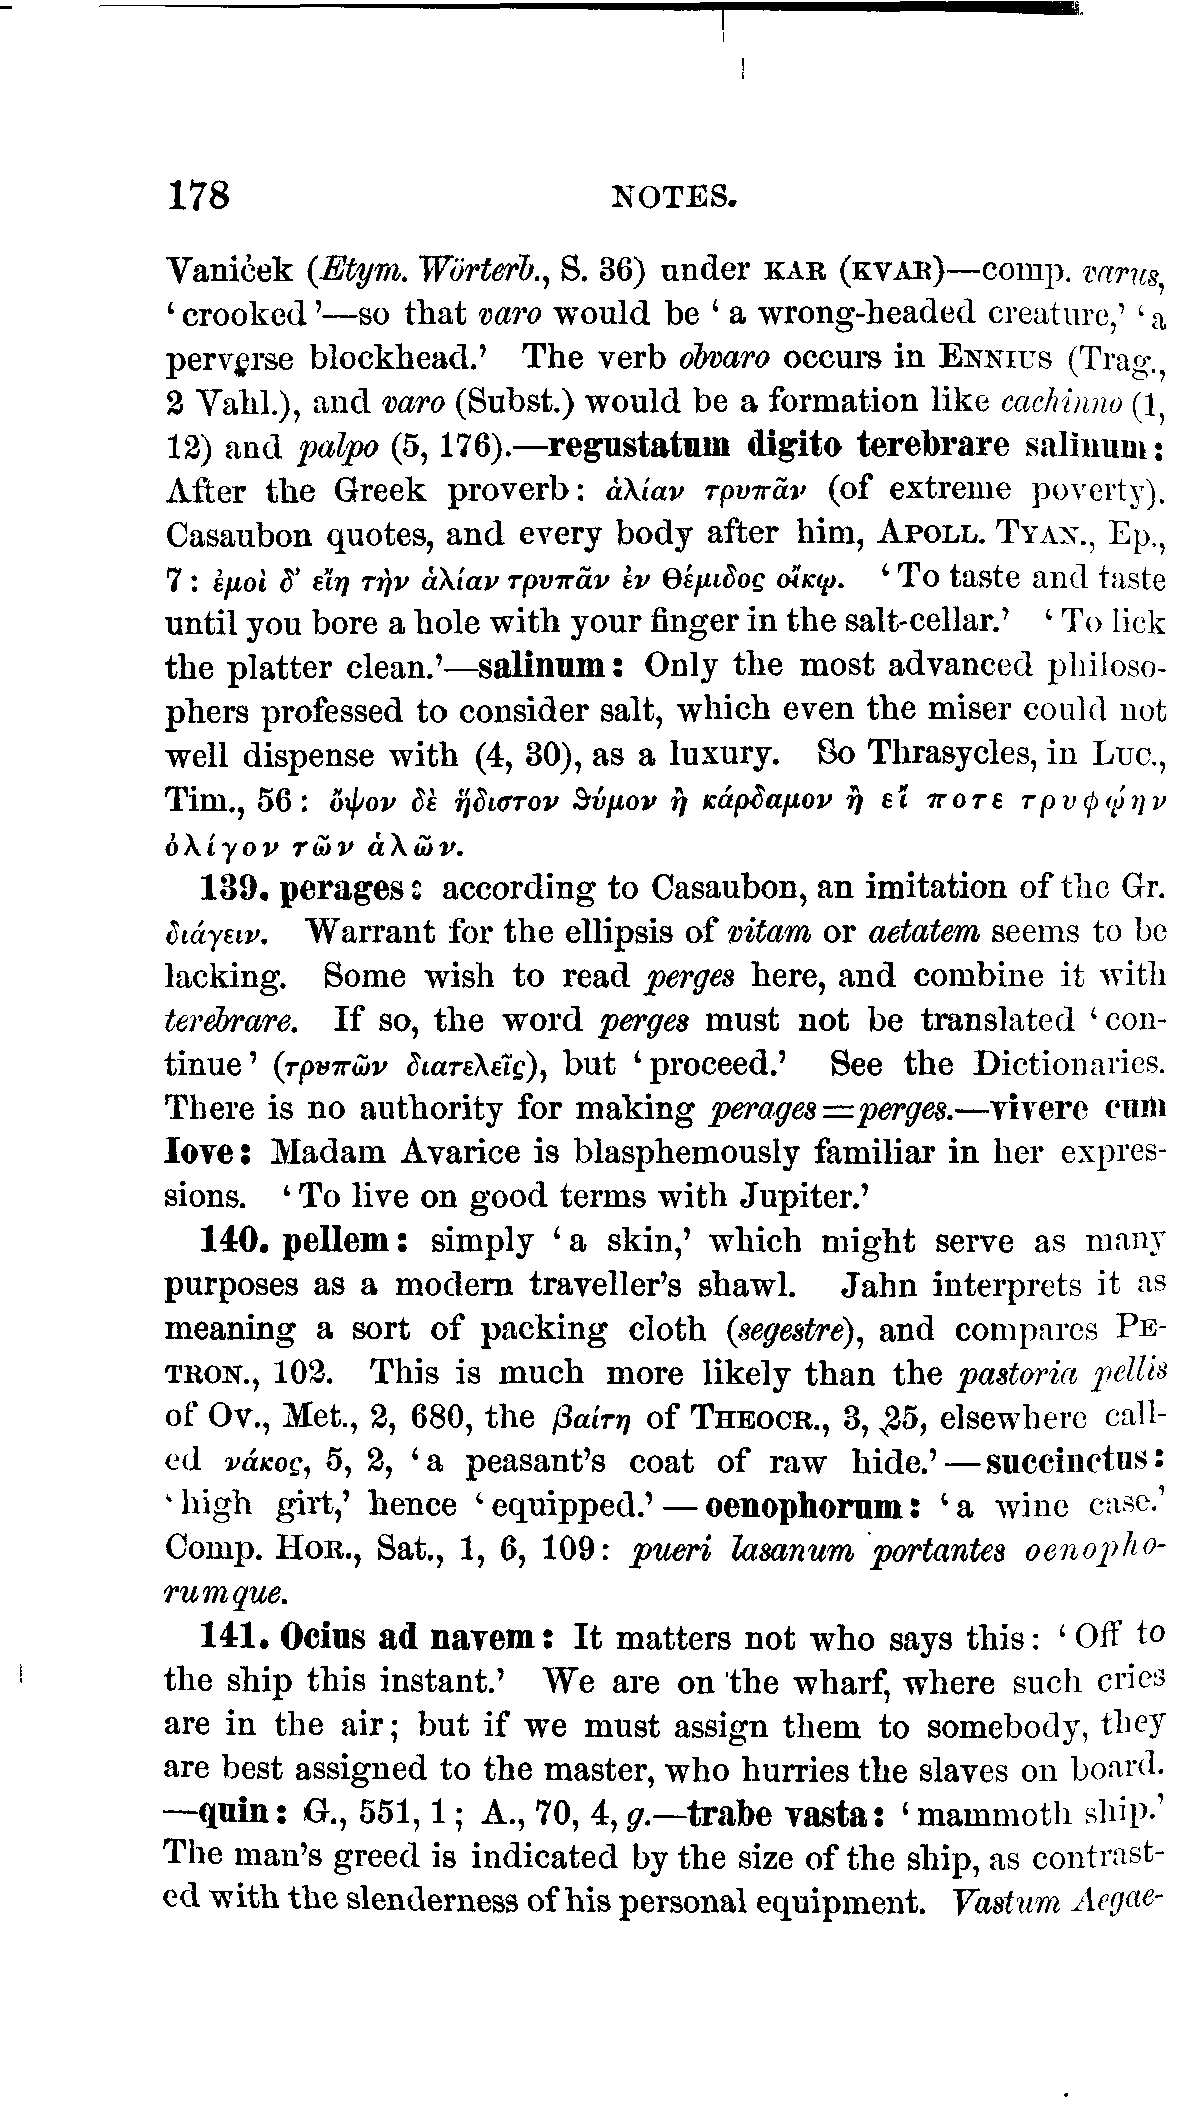 178 NOTES.
Vaniċek (Etym. Wörterb., S. 36) under KAR (KVAR)—comp. varus,
‘crooked’—so that varo would be ‘a wrong-headed creature,’ ‘a
perverse blockhead.’ The verb obvaro occurs in ENNIUS (Trag.,
2 Vahl.), and varo (Subst.) would be a formation like cachinno (1,
12) and palpo (5, 176).—regustatum digito terebrare salinum:
After the Greek proverb: ἁλίαν τρυπᾶν (of extreme poverty).
Casaubon quotes, and every body after him, APOLL. TYAN., Ep.,
7: ἐμοὶ δ’ εἴη τὴν ἁλίαν τρυπᾶν ἐν Θέμιδος οἴκῳ. ‘To taste and taste
until you bore a hole with your finger in the salt-cellar.’ ‘To lick
the platter clean.’—salinum: Only the most advanced philoso-
phers professed to consider salt, which even the miser could not
well dispense with (4, 30), as a luxury. So Thrasycles, in LUC.,
Tim., 56: ὄψον δὲ ἥδιστον ϑύμον ἢ κάρδαμον ἢ εἴ ποτε τρυφῴην
ὀλίγον τῶν ἁλῶν.
139. perages: according to Casaubon, an imitation of the Gr.
διάγειν. Warrant for the ellipsis of vitam or aetatem seems to be
lacking. Some wish to read perges here, and combine it with
terebrare. If so, the word perges must not be translated ‘con-
tinue’ (τρυπῶν διατελεῖς), but ‘proceed.’ See the Dictionaries.
There is no authority for making perages=perges.—vivere cum
Iove: Madam Avarice is blasphemously familiar in her expres-
sions. ‘To live on good terms with Jupiter.’
140. pellem: simply ‘a skin,’ which might serve as many
purposes as a modern traveller’s shawl. Jahn interprets it as
meaning a sort of packing cloth (segestre), and compares PE-
TRON., 102. This is much more likely than the pastoria pellis
of OV., Met., 2, 680, the βαίτη of THEOCR., 3, 25, elsewhere call-
ed νάκος, 5, 2, ‘a peasant’s coat of raw hide.’—succinctus:
‘high girt,’ hence ‘equipped.’—oenophorum: ‘a wine case.’
Comp. HOR., Sat., 1, 6, 109: pueri lasanum portantes oenopho-
rumque.
141. Ocius ad navem: It matters not who says this: ‘Off to
the ship this instant.’ We are on the wharf, where such cries
are in the air; but if we must assign them to somebody, they
are best assigned to the master, who hurries the slaves on board.
—quin: G., 551, 1; A., 70, 4, g.—trabe vasta: ‘mammoth ship.’
The man’s greed is indicated by the size of the ship, as contrast-
ed with the slenderness of his personal equipment. Vastum Aegae-